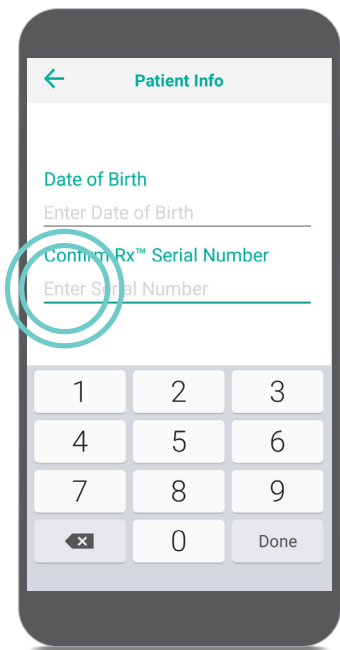 Patient Info
Date of Birth
Enter Date of Birth
Confirm Rx™ Serial Number
Enter Serial Number
1 2 3
4 5 6
7 8 9
0 Done